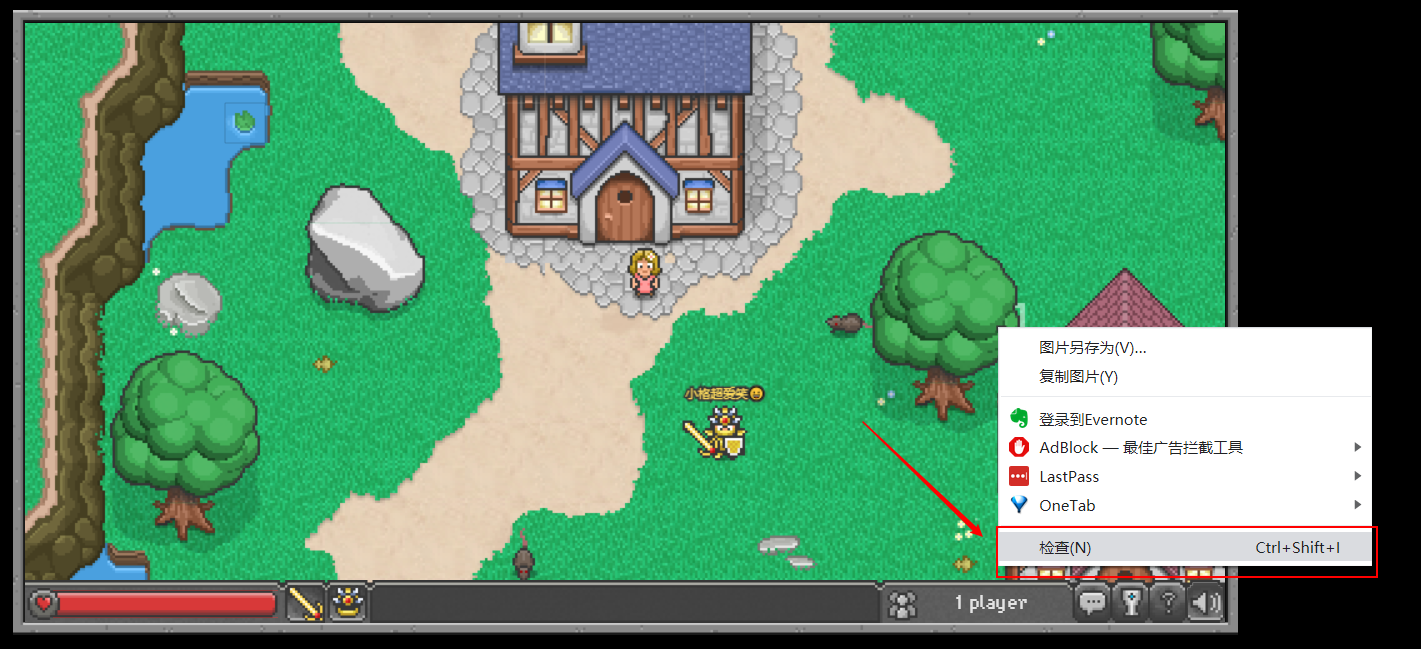 图片另存为(V)...
复制图片(Y)
小格超爱笑
登录到Evernote
AdBlock — 最佳广告拦截工具
LastPass
OneTab
检查(N) Ctrl+Shift+I
1 player